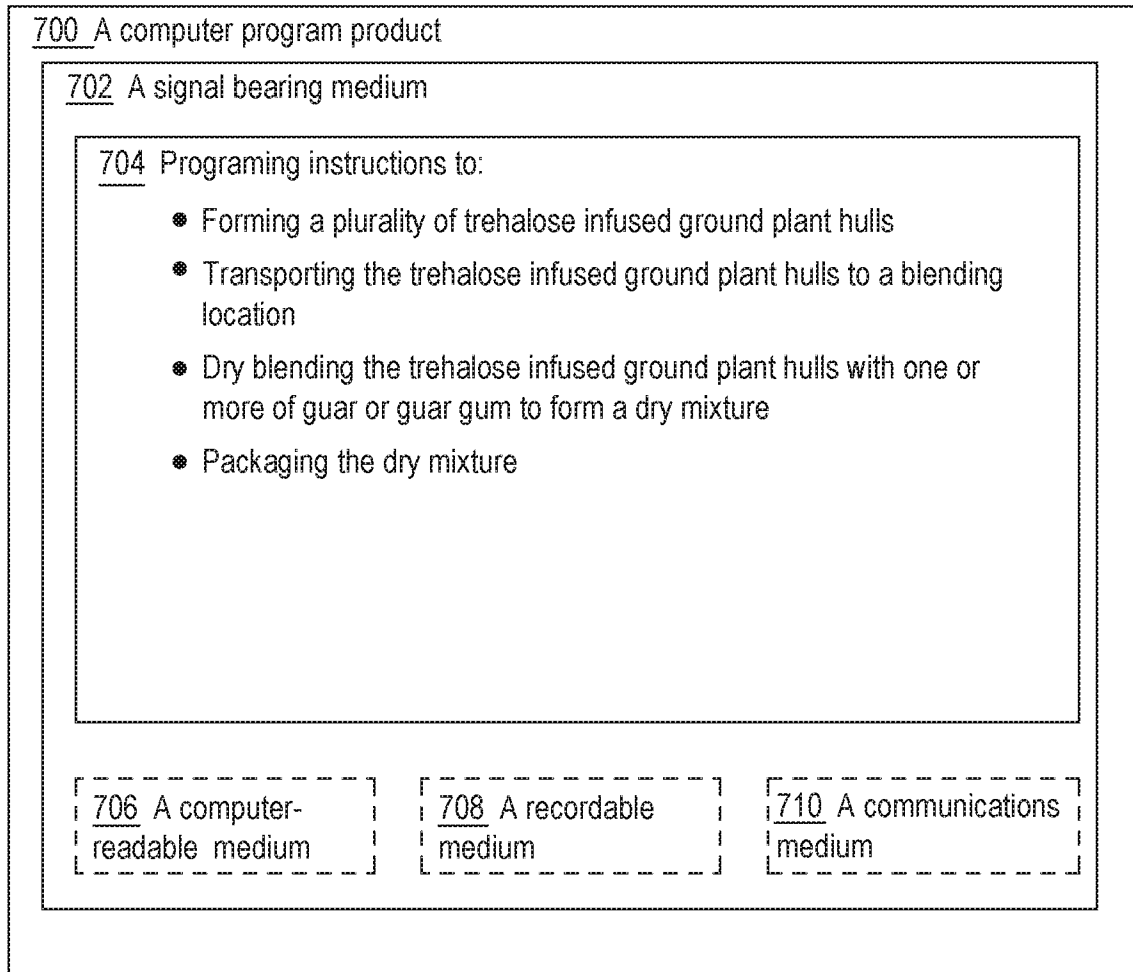 700 A computer program product
702 A signal bearing medium
704 Programing instructions to:
● Forming a plurality of trehalose infused ground plant hulls
● Transporting the trehalose infused ground plant hulls to a blending
location
● Dry blending the trehalose infused ground plant hulls with one or
more of guar or guar gum to form a dry mixture
● Packaging the dry mixture
706 A computer-
readable medium
708 A recordable
medium
710 A communications
medium